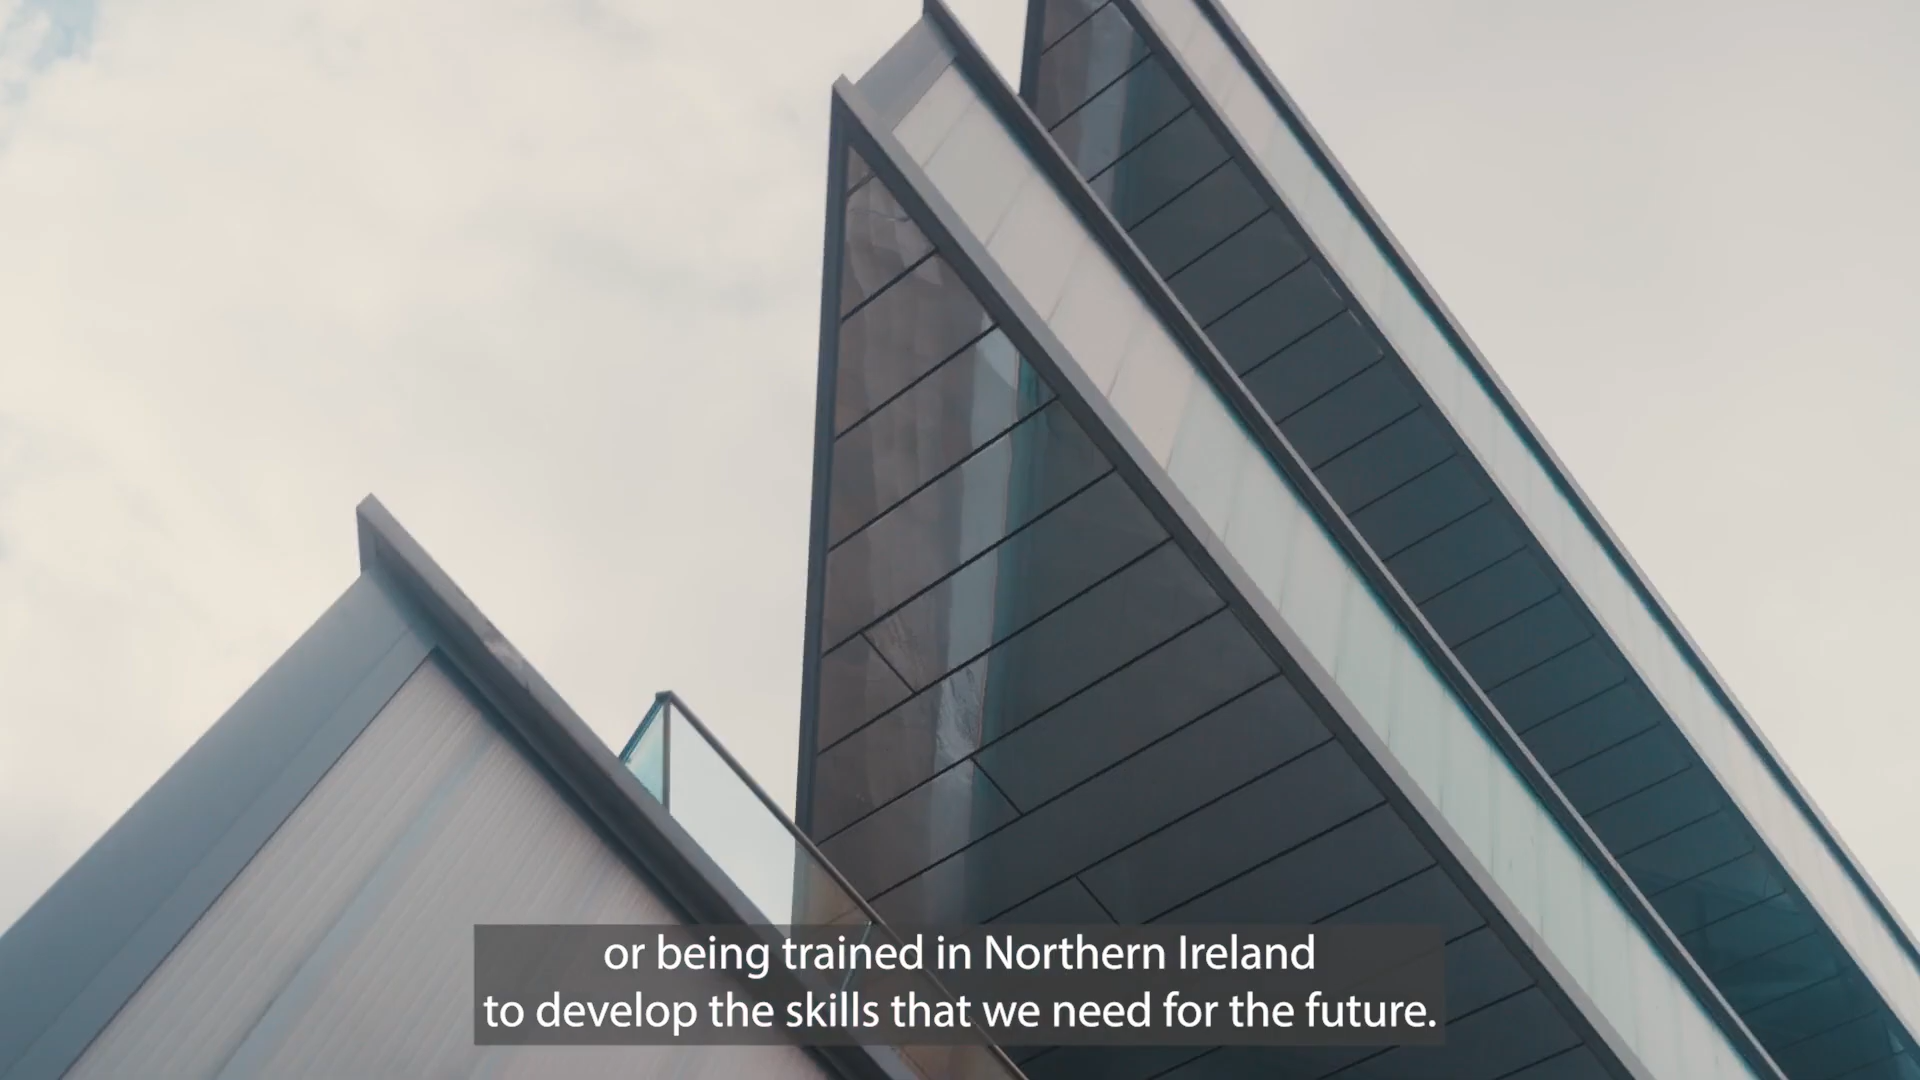 or being trained in Northern Ireland
to develop the skills that we need for the future.